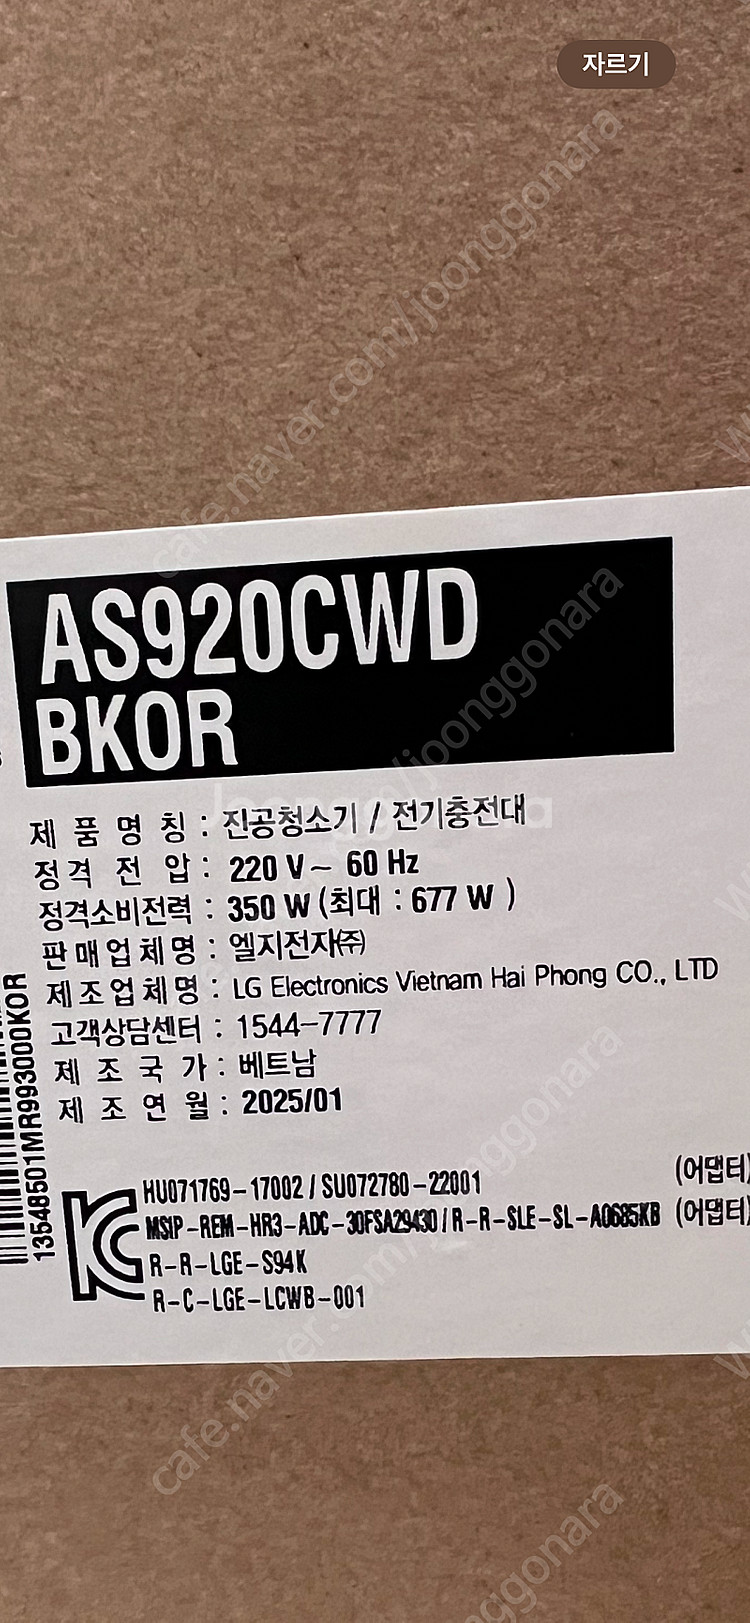 자르기
cafe.naver.com/joonggonara
AS920CWD
BKOR
제 품 명 칭 : 진공청소기 / 전기충전대
정격 전 압 : 220 V~ 60 Hz
정격소비전력 : 350 W (최대 : 677 W )
판매업체명 : 엘지전자㈜
제조업체명 : LG Electronics Vietnam Hai Phong CO., LTD
고객상담센터 : 1544-7777
제 조 국 가 : 베트남
제 조 연 월 : 2025/01
13548501MR993000KOR
HU071769-17002 / SU072780-22001 (어댑터)
MSIP-REM-HR3-ADC-30FSA29430 / R-R-SLE-SL-A0685KB (어댑터)
R-R-LGE-S94K
R-C-LGE-LCWB-001
cafe.naver.com/joonggonara
joonggonara